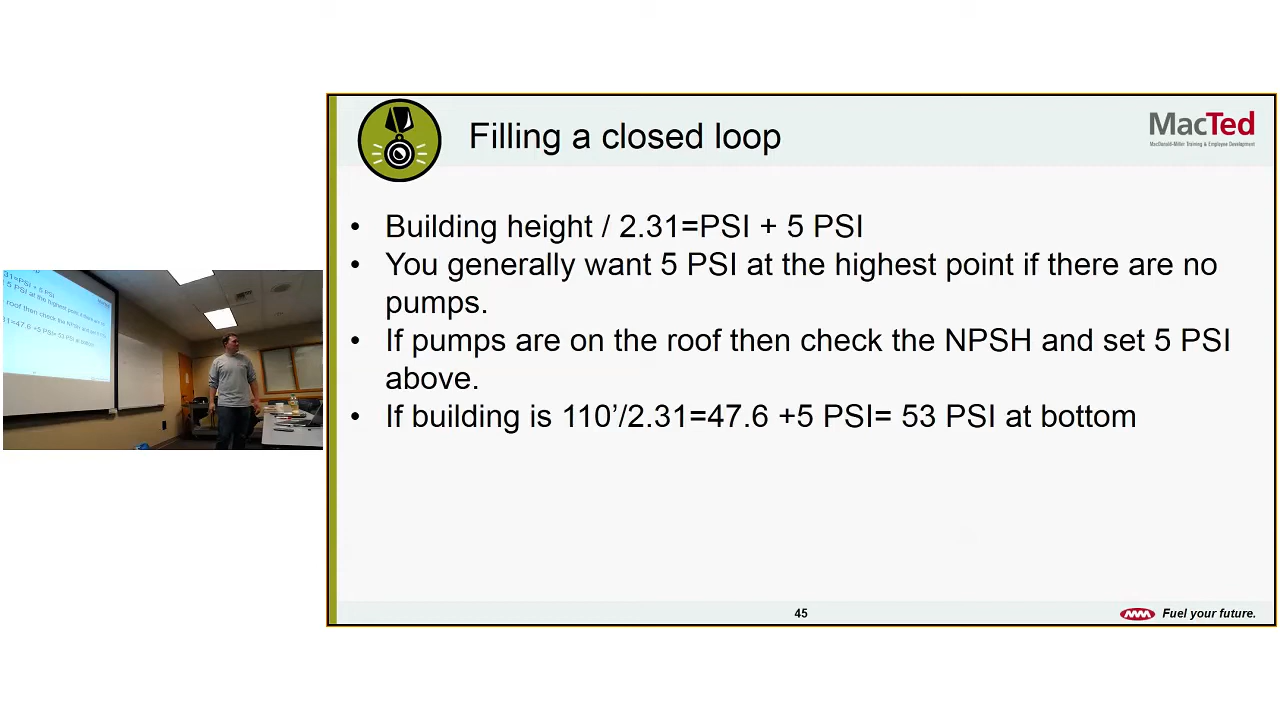 Filling a closed loop
MacTed
MacDonald-Miller Training & Employee Development
• Building height / 2.31=PSI + 5 PSI
• You generally want 5 PSI at the highest point if there are no
pumps.
• If pumps are on the roof then check the NPSH and set 5 PSI
above.
• If building is 110’/2.31=47.6 +5 PSI= 53 PSI at bottom
45
Fuel your future.